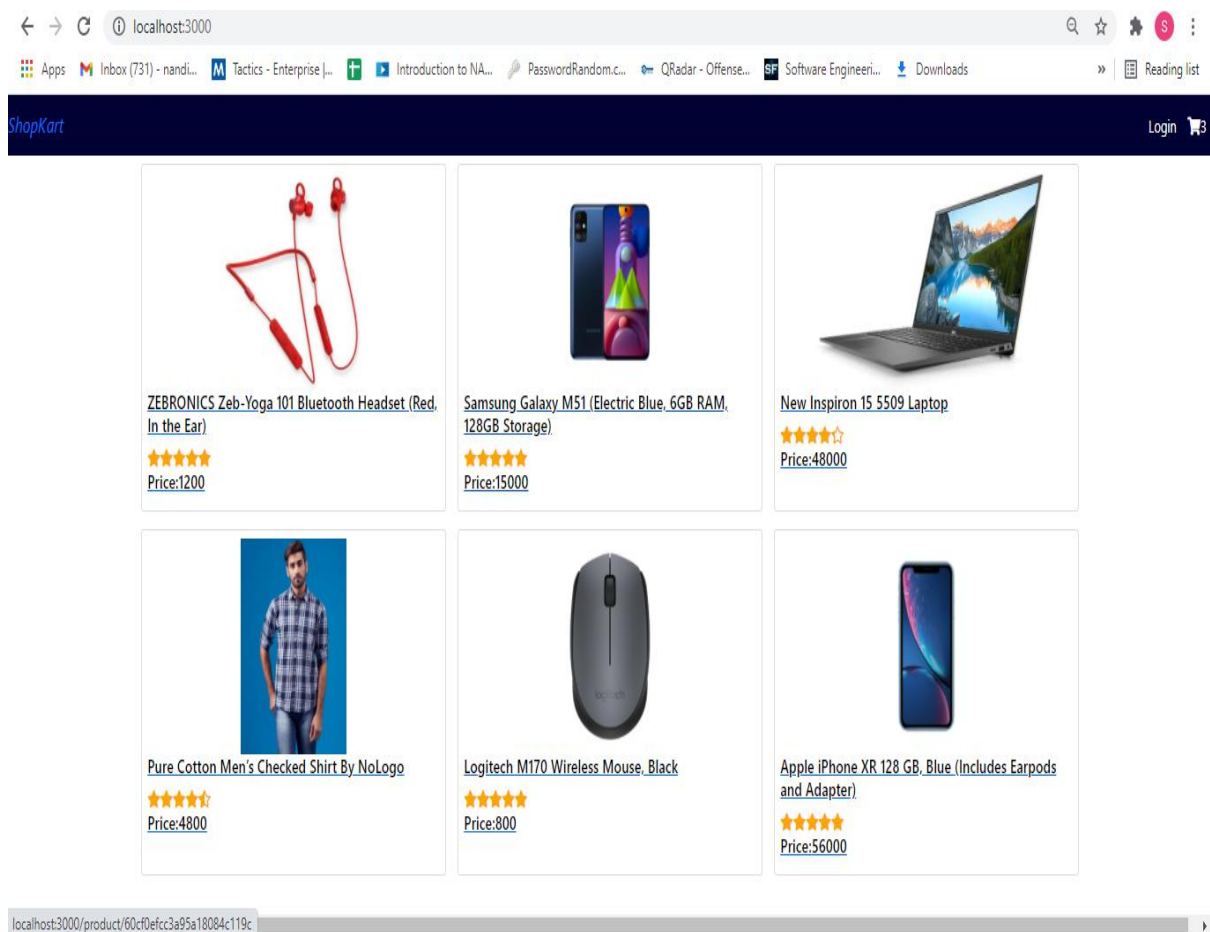 localhost:3000
Apps Inbox (731) - nandi... Tactics - Enterprise |... Introduction to NA... PasswordRandom.c... QRadar - Offense... SF Software Engineeri... Downloads » Reading list
ShopKart
Login 3
ZEBRONICS Zeb-Yoga 101 Bluetooth Headset (Red,
In the Ear)
Price:1200
Samsung Galaxy M51 (Electric Blue, 6GB RAM,
128GB Storage)
Price:15000
New Inspiron 15 5509 Laptop
Price:48000
Pure Cotton Men's Checked Shirt By NoLogo
Price:4800
logitech
Logitech M170 Wireless Mouse, Black
Price:800
Apple iPhone XR 128 GB, Blue (Includes Earpods
and Adapter)
Price:56000
localhost:3000/product/60cf0efcc3a95a18084c119c